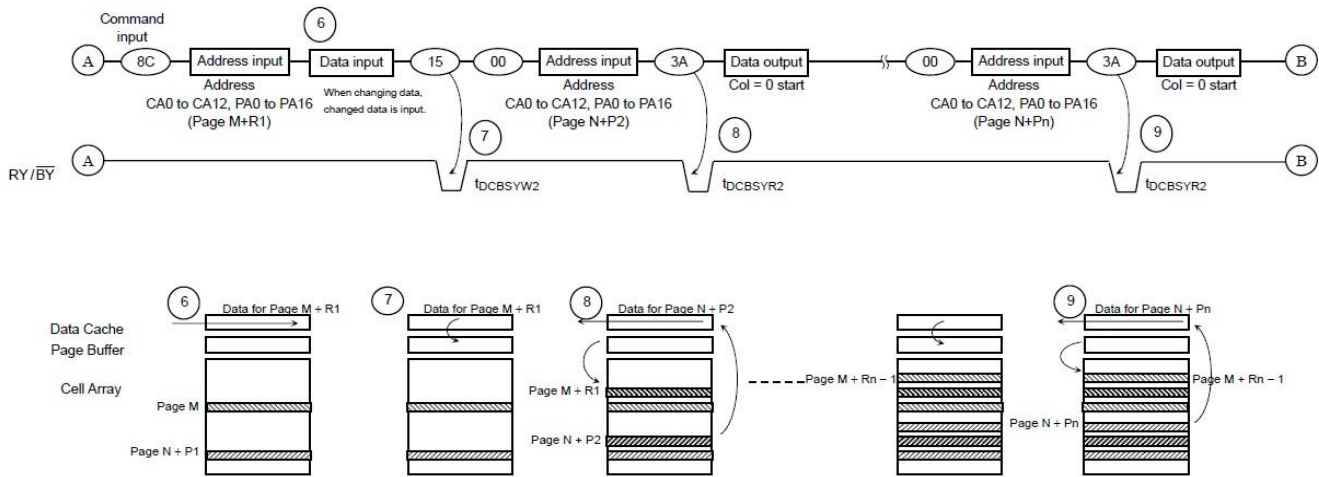 Command
input
6
A
8C
Address input
Data input
15
00
Address input
3A
Data output
00
Address input
3A
Data output
B
Address
CA0 to CA12, PA0 to PA16
(Page M+R1)
When changing data,
changed data is input.
Address
CA0 to CA12, PA0 to PA16
(Page N+P2)
Col = 0 start
Address
CA0 to CA12, PA0 to PA16
(Page N+Pn)
Col = 0 start
7
8
9
RY/BY
A
B
tDCBSYW2
tDCBSYR2
tDCBSYR2
6
Data for Page M + R1
7
Data for Page M + R1
8
Data for Page N + P2
9
Data for Page N + Pn
Data Cache
Page Buffer
Cell Array
Page M
Page N + P1
Page M + R1
Page N + P2
Page M + Rn − 1
Page N + Pn
Page M + Rn − 1